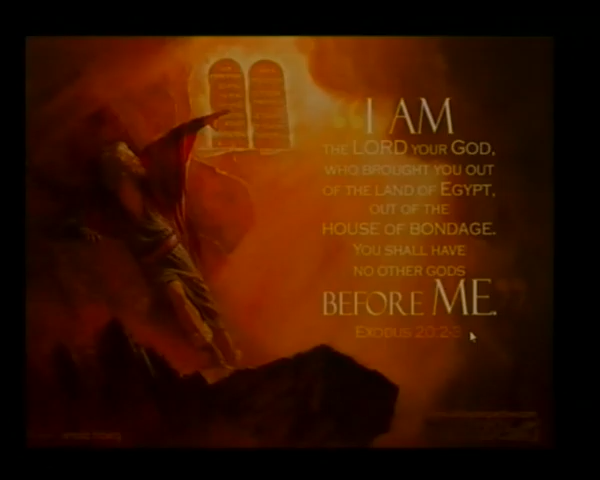 “I AM
THE LORD YOUR GOD,
WHO BROUGHT YOU OUT
OF THE LAND OF EGYPT,
OUT OF THE
HOUSE OF BONDAGE.
YOU SHALL HAVE
NO OTHER GODS
BEFORE ME.”
EXODUS 20:2-3